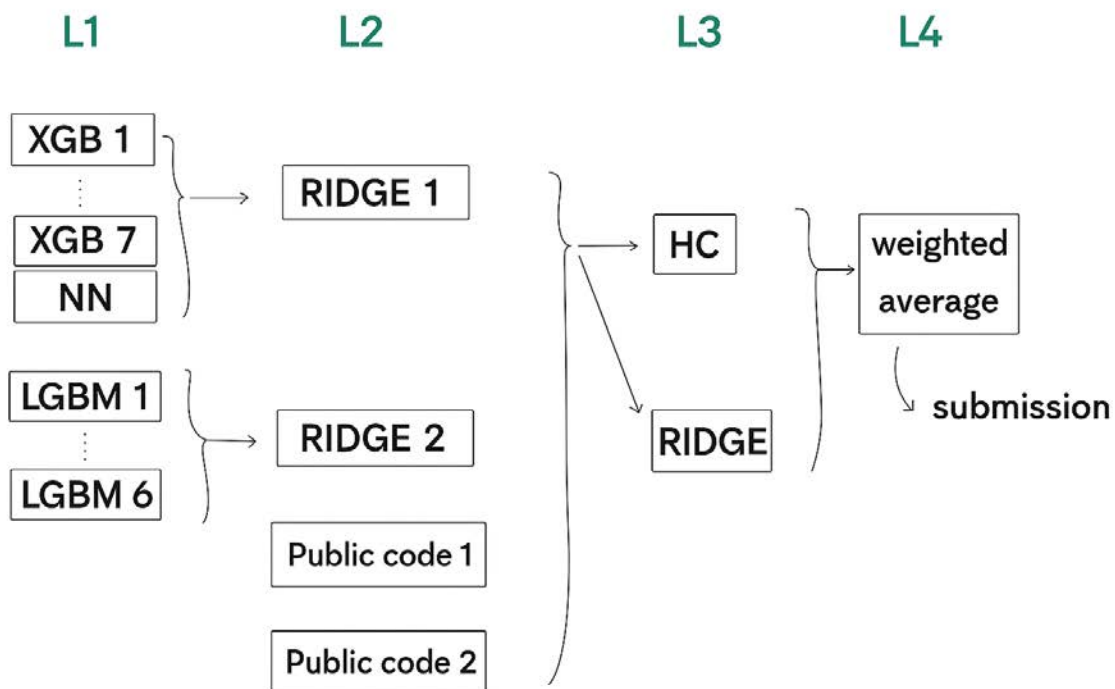 L1
L2
L3
L4
XGB 1
XGB 7
NN
LGBM 1
LGBM 6
RIDGE 1
RIDGE 2
Public code 1
Public code 2
HC
RIDGE
weighted
average
submission